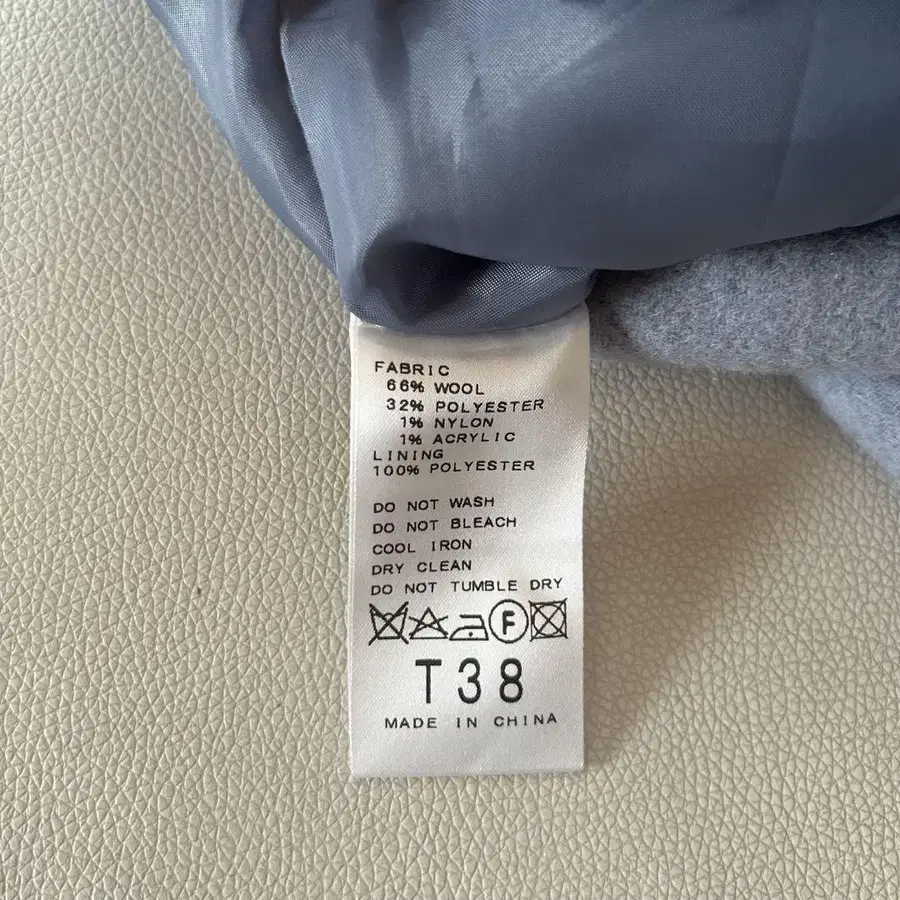 FABRIC
66% WOOL
32% POLYESTER
1% NYLON
1% ACRYLIC
LINING
100% POLYESTER
DO NOT WASH
DO NOT BLEACH
COOL IRON
DRY CLEAN
DO NOT TUMBLE DRY
F
T38
MADE IN CHINA